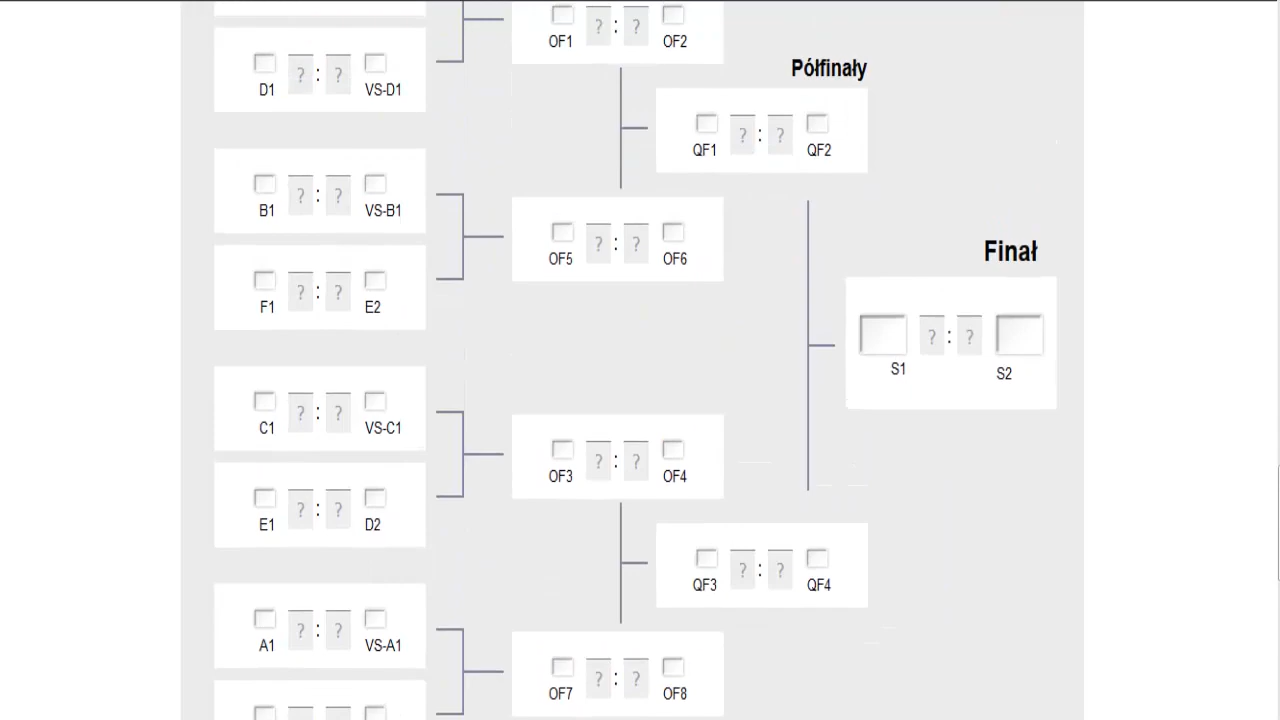 ? : ?
OF1 OF2
? : ?
D1 VS-D1
Półfinały
? : ?
QF1 QF2
? : ?
B1 VS-B1
? : ?
OF5 OF6
Finał
? : ?
F1 E2
? : ?
S1 S2
? : ?
C1 VS-C1
? : ?
OF3 OF4
? : ?
E1 D2
? : ?
QF3 QF4
? : ?
A1 VS-A1
? : ?
OF7 OF8
? : ?